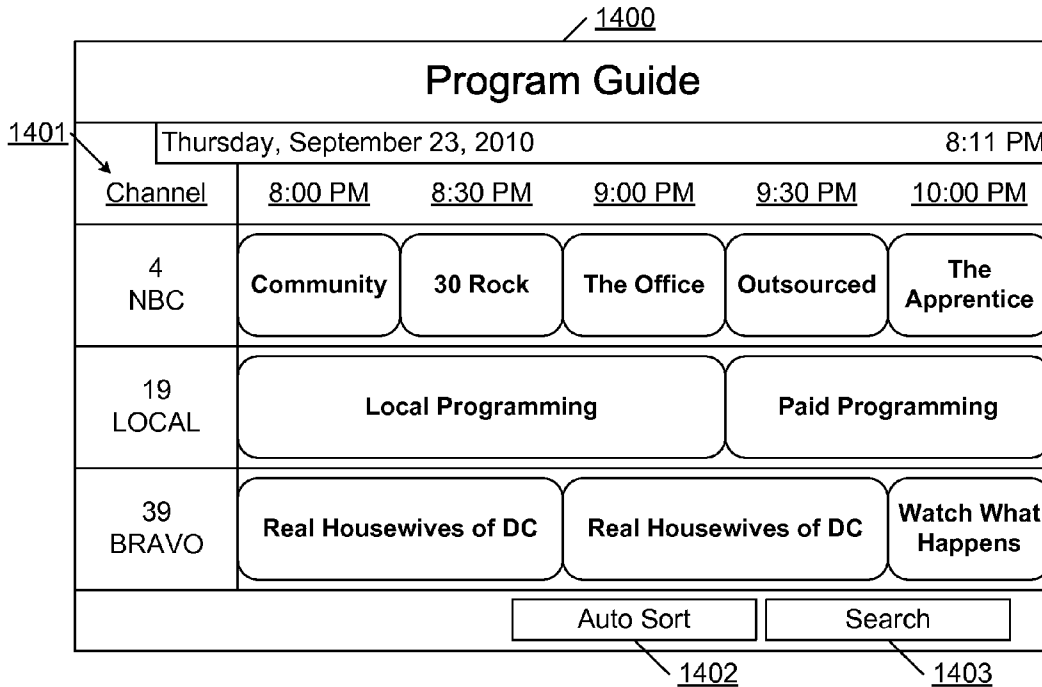 1400
Program Guide
1401
Thursday, September 23, 2010 8:11 PM
Channel 8:00 PM 8:30 PM 9:00 PM 9:30 PM 10:00 PM
4
NBC
Community 30 Rock The Office Outsourced The
Apprentice
19
LOCAL
Local Programming Paid Programming
39
BRAVO
Real Housewives of DC Real Housewives of DC Watch What
Happens
Auto Sort Search
1402 1403